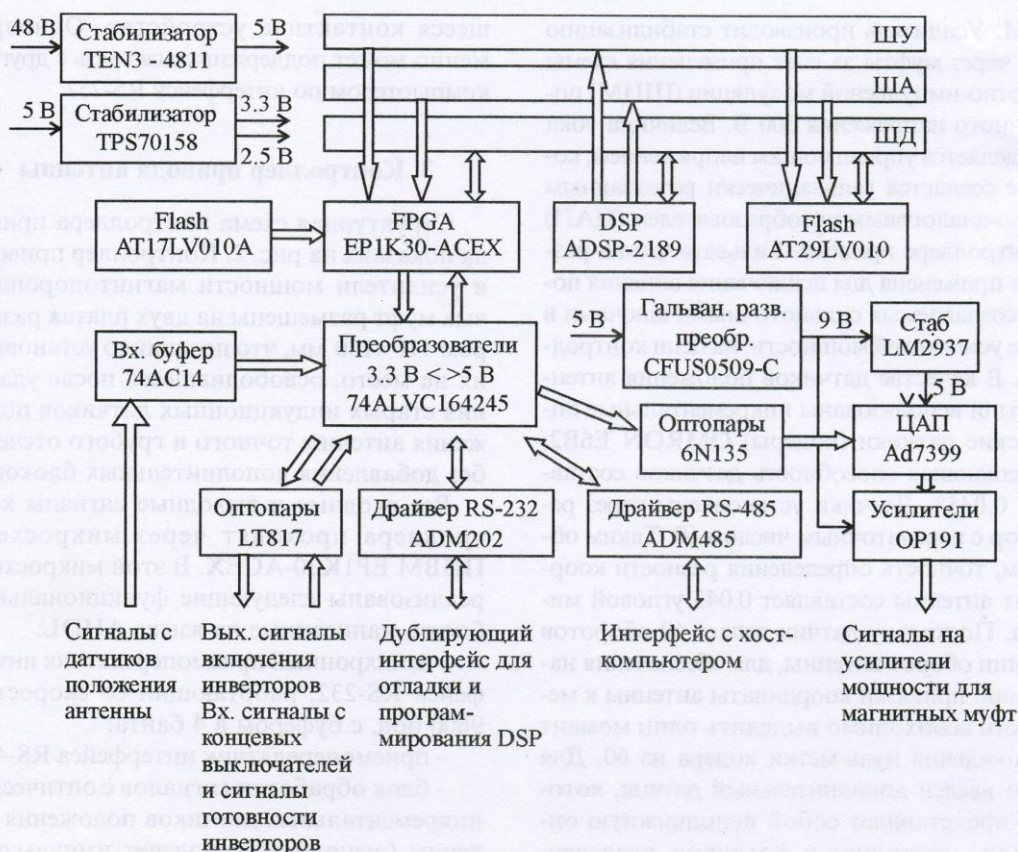 48 В
Стабилизатор
TEN3 - 4811
5 В
ШУ
ША
ШД
5 В
Стабилизатор
TPS70158
3.3 В
2.5 В
Flash
AT17LV010A
FPGA
EP1K30-ACEX
DSP
DSP-2189
Flash
AT29LV010
Вх. буфер
74AC14
Преобразователи
3.3 В <->5 В
74ALVC164245
5 В
Гальван. разв.
преобр.
CFUS0509-C
9 В
Стаб
LM2937
5 В
Оптопары
6N135
ЦАП
Ad7399
Оптопары
LT817
Драйвер RS-232
ADM202
Драйвер RS-485
ADM485
Усилители
OP191
Сигналы с
датчиков
положения
антенны
Вых. сигналы
включения
инверторов
Вх. сигналы с
выключателей
и сигналы
готовности
инверторов
Дублирующий
интерфейс для
отладки и
програм-
мирования DSP
Интерфейс с хост-
компьютером
Сигналы на
усилители
мощности для
магнитных муфт